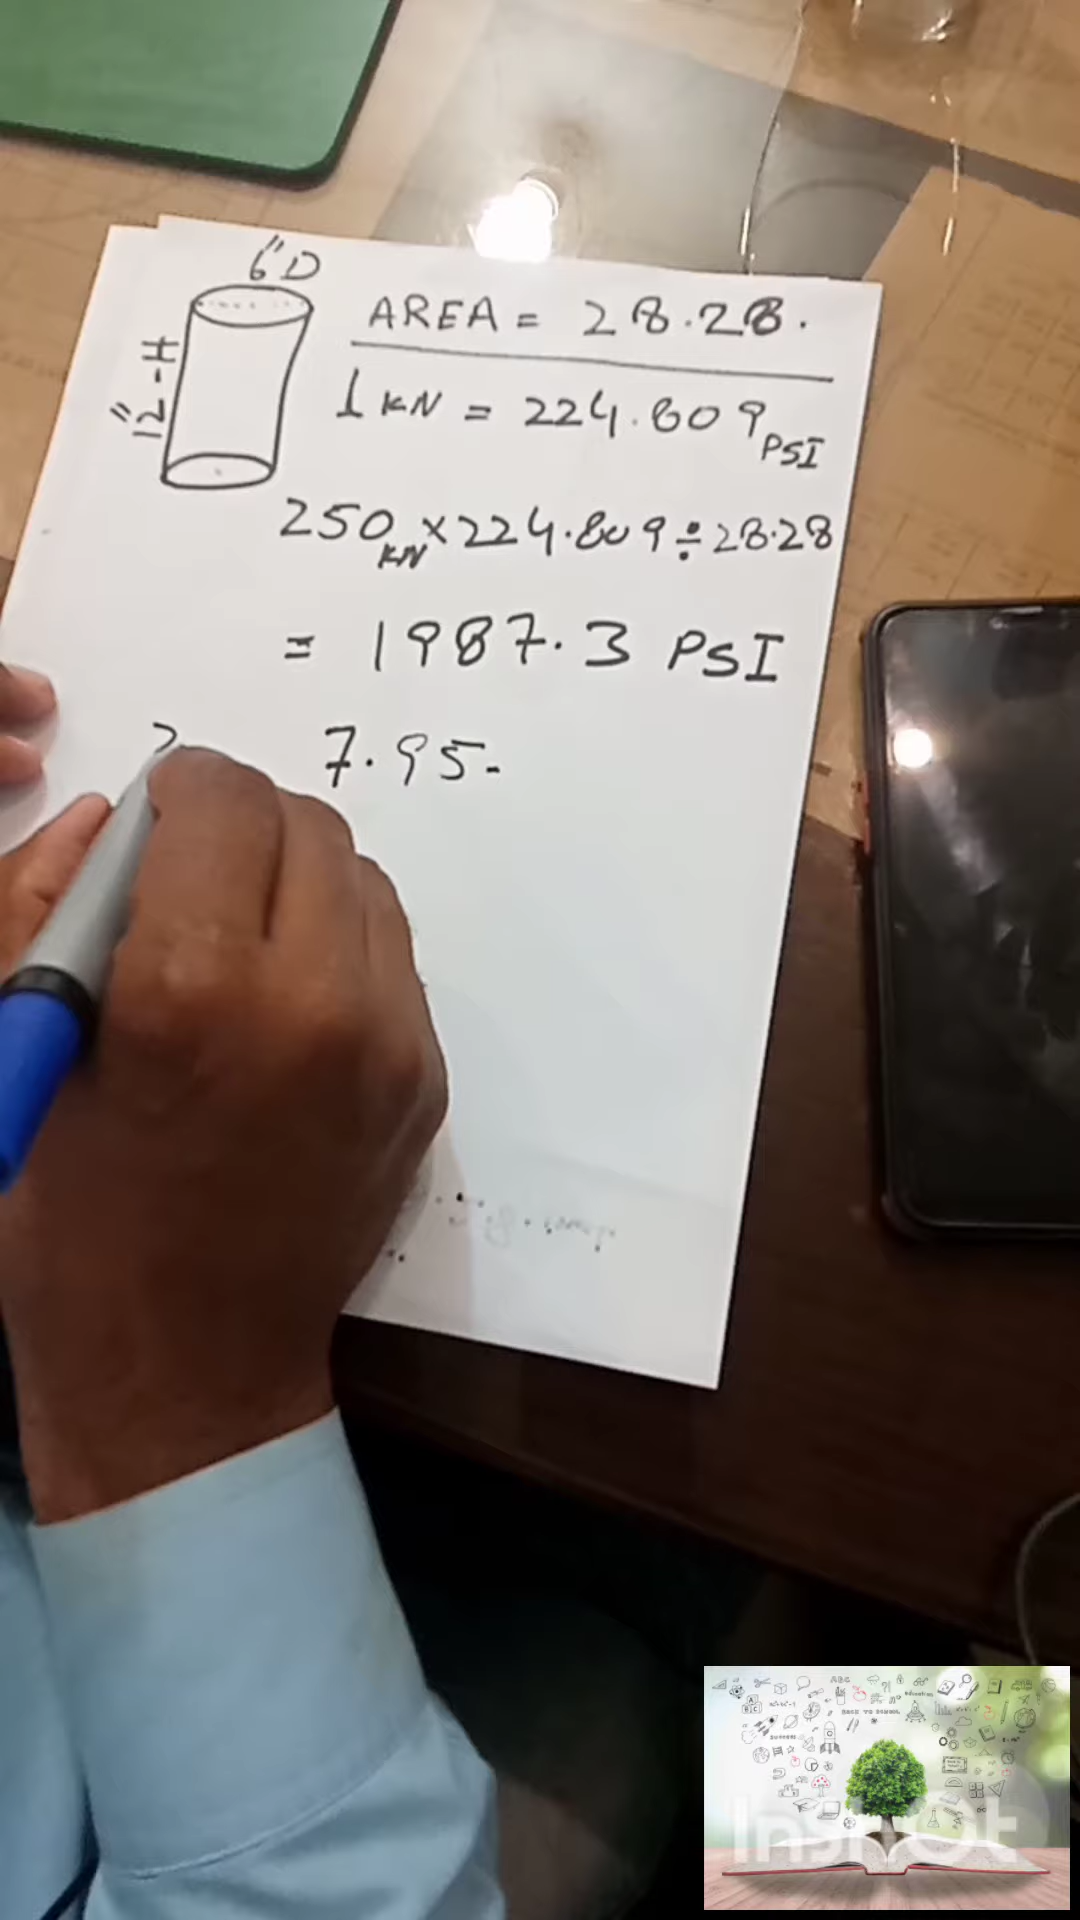 6"D
12"-H
AREA = 28.28.
1 KN = 224.809 PSI
250 KN × 224.809 ÷ 28.28
= 1987.3 PSI
7.95-
InShOt